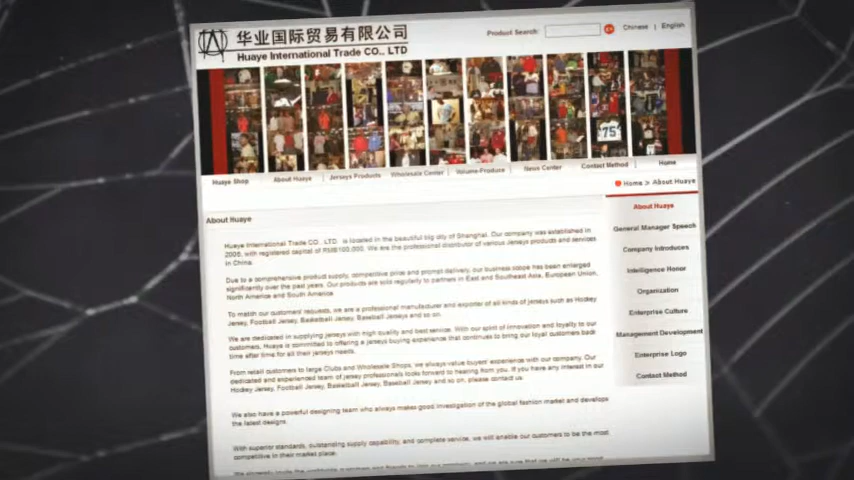 华业国际贸易有限公司
Huaye International Trade CO., LTD
Product Search:
Chinese | English
75
Huaye Shop
About Huaye
Jerseys Products
Wholesale Center
Volume-Produce
News Center
Contact Method
Home
Home > About Huaye
About Huaye
About Huaye
General Manager Speech
Company Introducers
Intelligence Honor
Organization
Enterprise Culture
Management Development
Enterprise Logo
Contact Method
Huaye International Trade CO., LTD is located in the beautiful big city of Shanghai. Our company was established in
with registered capital of RMB100,000. We are the professional distributor of various Jerseys products and services
in China.
Due to a comprehensive product supply, competitive price and prompt delivery, our business scope has been enlarged
significantly over the past years. Our products are sold regularly to partners in East and Southeast Asia, European Union,
North America and South America
To match our customers' requests, we are a professional manufacturer and exporter of all kinds of jerseys such as Hockey
Jersey, Football Jersey, Basketball Jersey, Baseball Jerseys and so on.
We are dedicated in supplying jerseys with high quality and best service. With our spirit of innovation and loyalty to our
customers, Huaye is committed to offering a jerseys buying experience that continues to bring our loyal customers back
time after time for all their jerseys needs.
From retail customers to large Clubs and Wholesale Shops, we always value buyers' experience with our company. Our
dedicated and experienced team of jersey professionals looks forward to hearing from you. If you have any interest in our
Hockey Jersey, Football Jersey, Basketball Jersey, Baseball Jersey and so on, please contact us.
We also have a powerful designing team who always makes good investigation of the global fashion market and develops
the latest designs.
With superior standards, outstanding supply capability, and complete service, we will enable our customers to be the most
competitive in their market place.